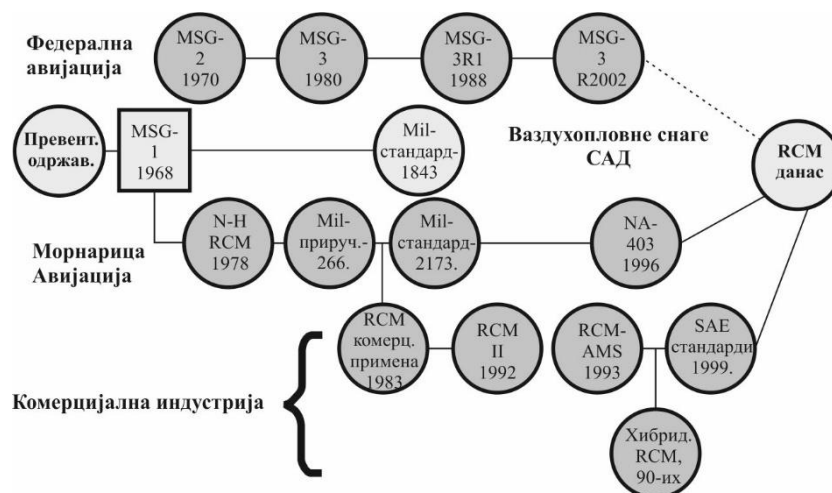 Федерална
авијација
MSG-
2
1970
MSG-
3
1980
MSG-
3R1
1988
MSG-
3
R2002
Превент.
одржав.
MSG-
1
1968
Mil-
стандард-
1843
Ваздухопловне снаге
САД
RCM
данас
Морнарица
Авијација
N-H
RCM
1978
Mil-
прируч.-
266.
Mil-
стандард-
2173.
NA-
403
1996
Комерцијална индустрија
RCM
комерц.
примена
1983
RCM
II
1992
RCM-
AMS
1993
SAE
стандарди
1999.
Хибрид.
RCM,
90-их